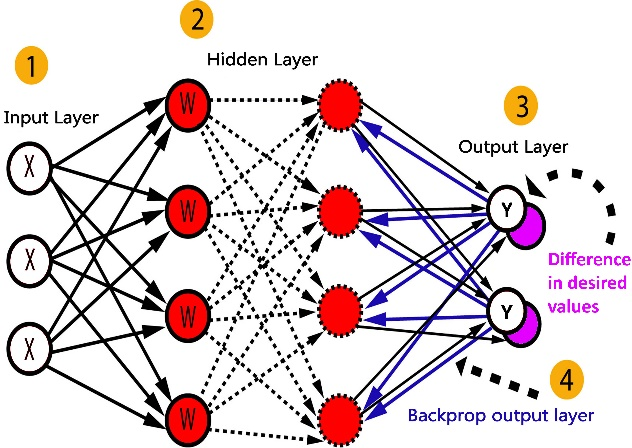 1
Input Layer
X
X
X
2
Hidden Layer
W
W
W
W
3
Output Layer
Y
Y
Difference
in desired
values
4
Backprop output layer